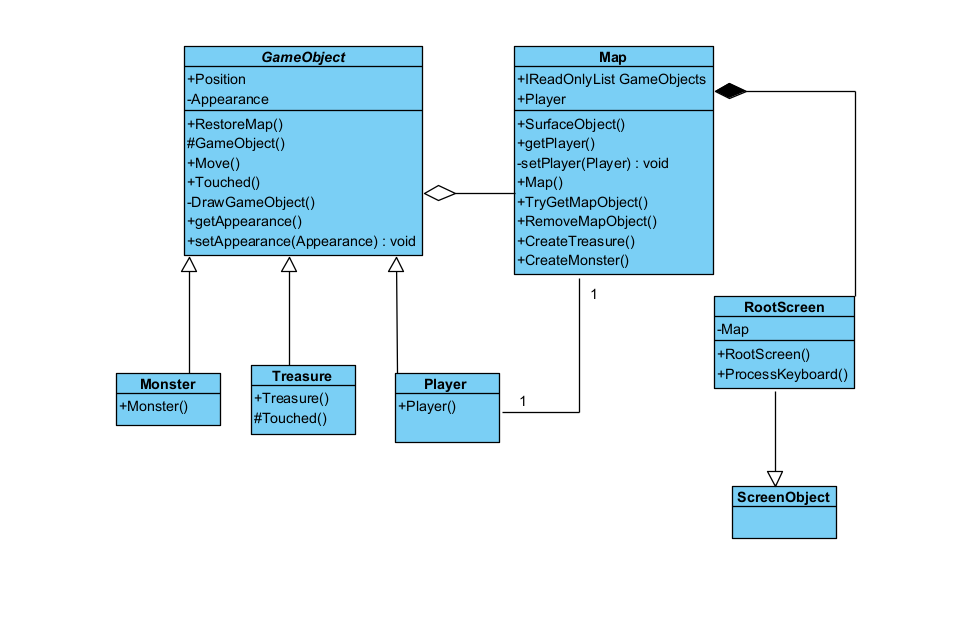 GameObject
+Position
-Appearance
+RestoreMap()
#GameObject()
+Move()
+Touched()
-DrawGameObject()
+getAppearance()
+setAppearance(Appearance) : void
Map
+IReadOnlyList GameObjects
+Player
+SurfaceObject()
+getPlayer()
-setPlayer(Player) : void
+Map()
+TryGetMapObject()
+RemoveMapObject()
+CreateTreasure()
+CreateMonster()
1
1
RootScreen
-Map
+RootScreen()
+ProcessKeyboard()
Monster
+Monster()
Treasure
+Treasure()
#Touched()
Player
+Player()
ScreenObject